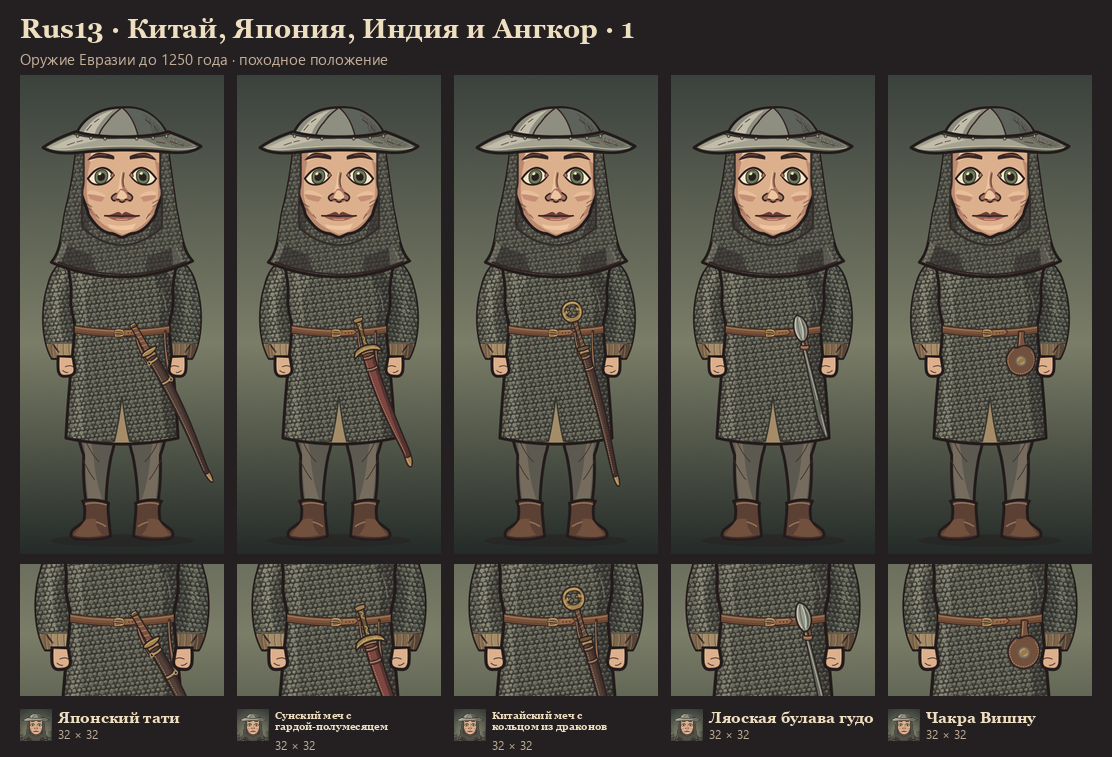 Rus13 · Китай, Япония, Индия и Ангкор · 1
Оружие Евразии до 1250 года · походное положение
Японский тати
32 × 32
Сунский меч с
гардой-полумесяцем
32 × 32
Китайский меч с
кольцом из драконов
32 × 32
Ляоская булава гудо
32 × 32
Чакра Вишну
32 × 32